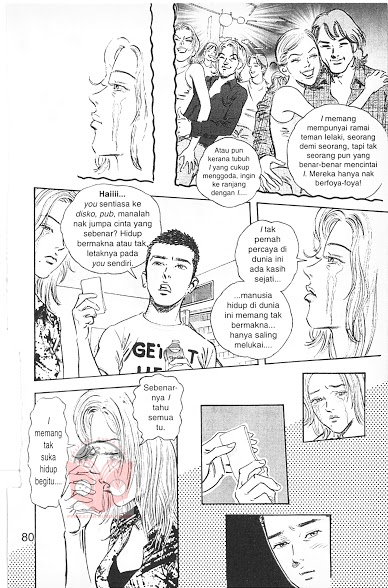 I memang
mempunyai ramai
teman lelaki, seorang
demi seorang, tapi tak
seorang pun yang
benar-benar mencintai
I. Mereka hanya nak
berfoya-foya!
Atau pun
kerana tubuh
I yang cukup
menggoda, ingin
ke ranjang
dengan I....
Haiiii...
you sentiasa ke
disko, pub, manalah
nak jumpa cinta yang
sebenar? Hidup
bermakna atau tak,
letaknya pada
you sendiri.
I tak
pernah
percaya di
dunia ini
ada kasih
sejati...
...manusia
hidup di dunia
ini memang tak
bermakna...
hanya saling
melukai....
Sebenar-
nya I
tahu
semua
tu.
I
memang
tak
suka
hidup
begitu....
80